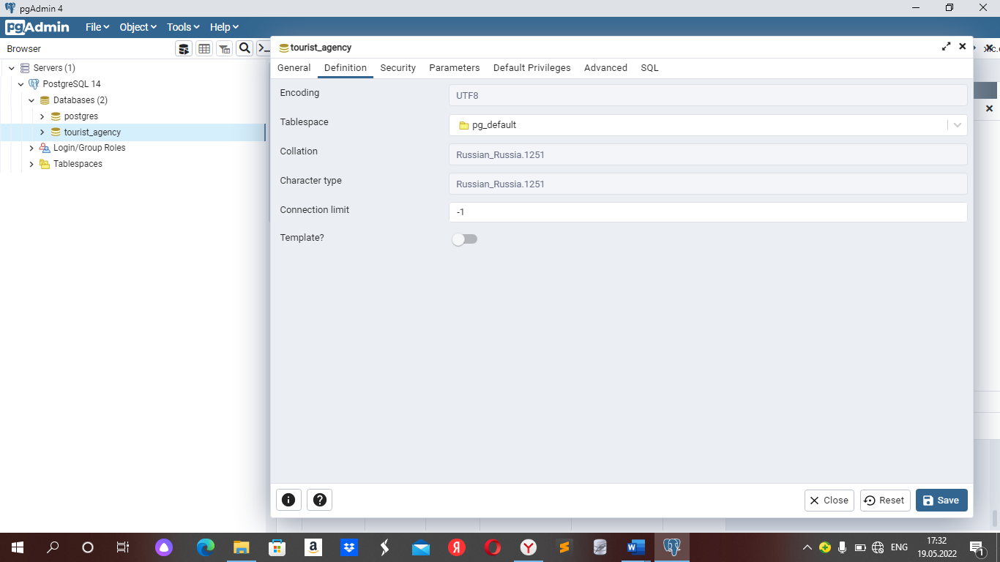 pgAdmin 4
pgAdmin File Object Tools Help
Browser
Servers (1)
PostgreSQL 14
Databases (2)
postgres
tourist_agency
Login/Group Roles
Tablespaces
tourist_agency
General Definition Security Parameters Default Privileges Advanced SQL
Encoding UTF8
Tablespace pg_default
Collation Russian_Russia.1251
Character type Russian_Russia.1251
Connection limit -1
Template?
Close Reset Save
ENG
17:32
19.05.2022
1